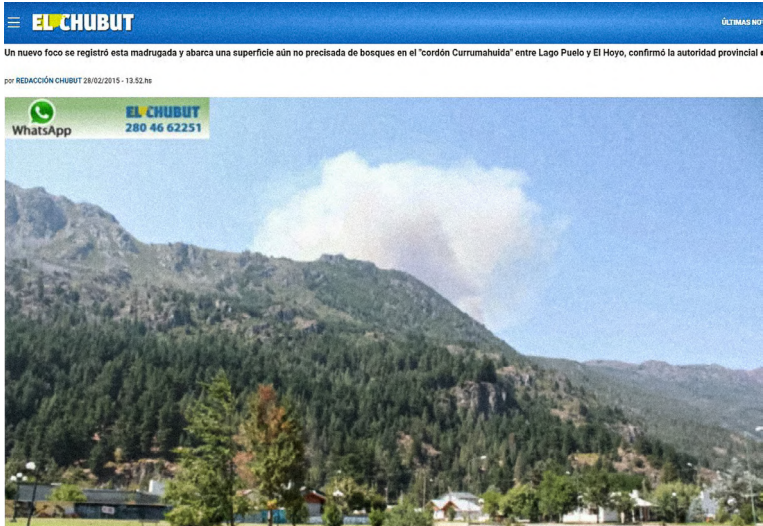 EL CHUBUT
ÚLTIMAS NO
Un nuevo foco se registró esta madrugada y abarca una superficie aún no precisada de bosques en el "cordón Currumahuida" entre Lago Puelo y El Hoyo, confirmó la autoridad provincial
por REDACCIÓN CHUBUT 28/02/2015 - 13.52.hs
WhatsApp
EL CHUBUT
280 46 62251